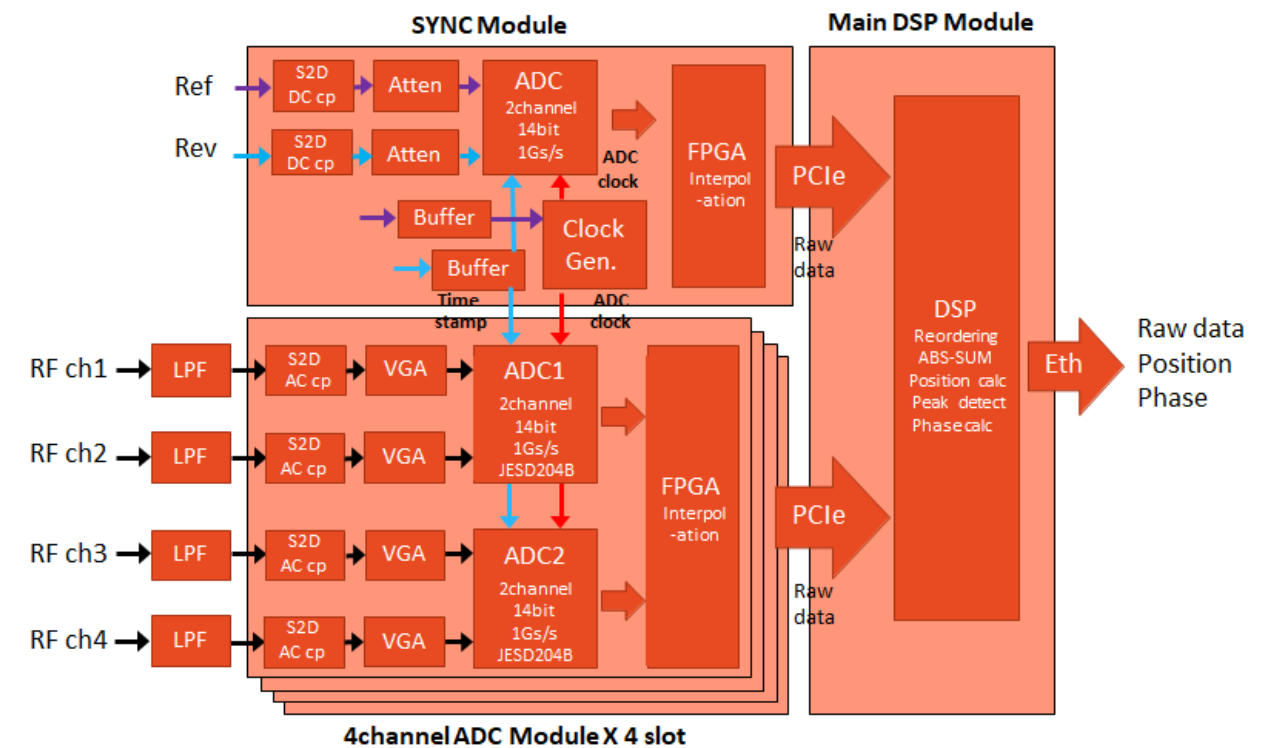 SYNC Module
Main DSP Module
Ref
S2D
DC cp
Atten
ADC
2channel
14bit
1Gs/s
Rev
S2D
DC cp
Atten
ADC
clock
FPGA
Interpol
-ation
PCIe
Raw
data
Buffer
Clock
Gen.
Buffer
Time
stamp
ADC
clock
RF ch1
LPF
S2D
AC cp
VGA
ADC1
2channel
14bit
1Gs/s
JESD204B
RF ch2
LPF
S2D
AC cp
VGA
RF ch3
LPF
S2D
AC cp
VGA
ADC2
2channel
14bit
1Gs/s
JESD204B
RF ch4
LPF
S2D
AC cp
VGA
FPGA
Interpol
-ation
PCIe
Raw
data
DSP
Reordering
ABS-SUM
Position calc
Peak detect
Phase calc
Eth
Raw data
Position
Phase
4channel ADC Module X 4 slot